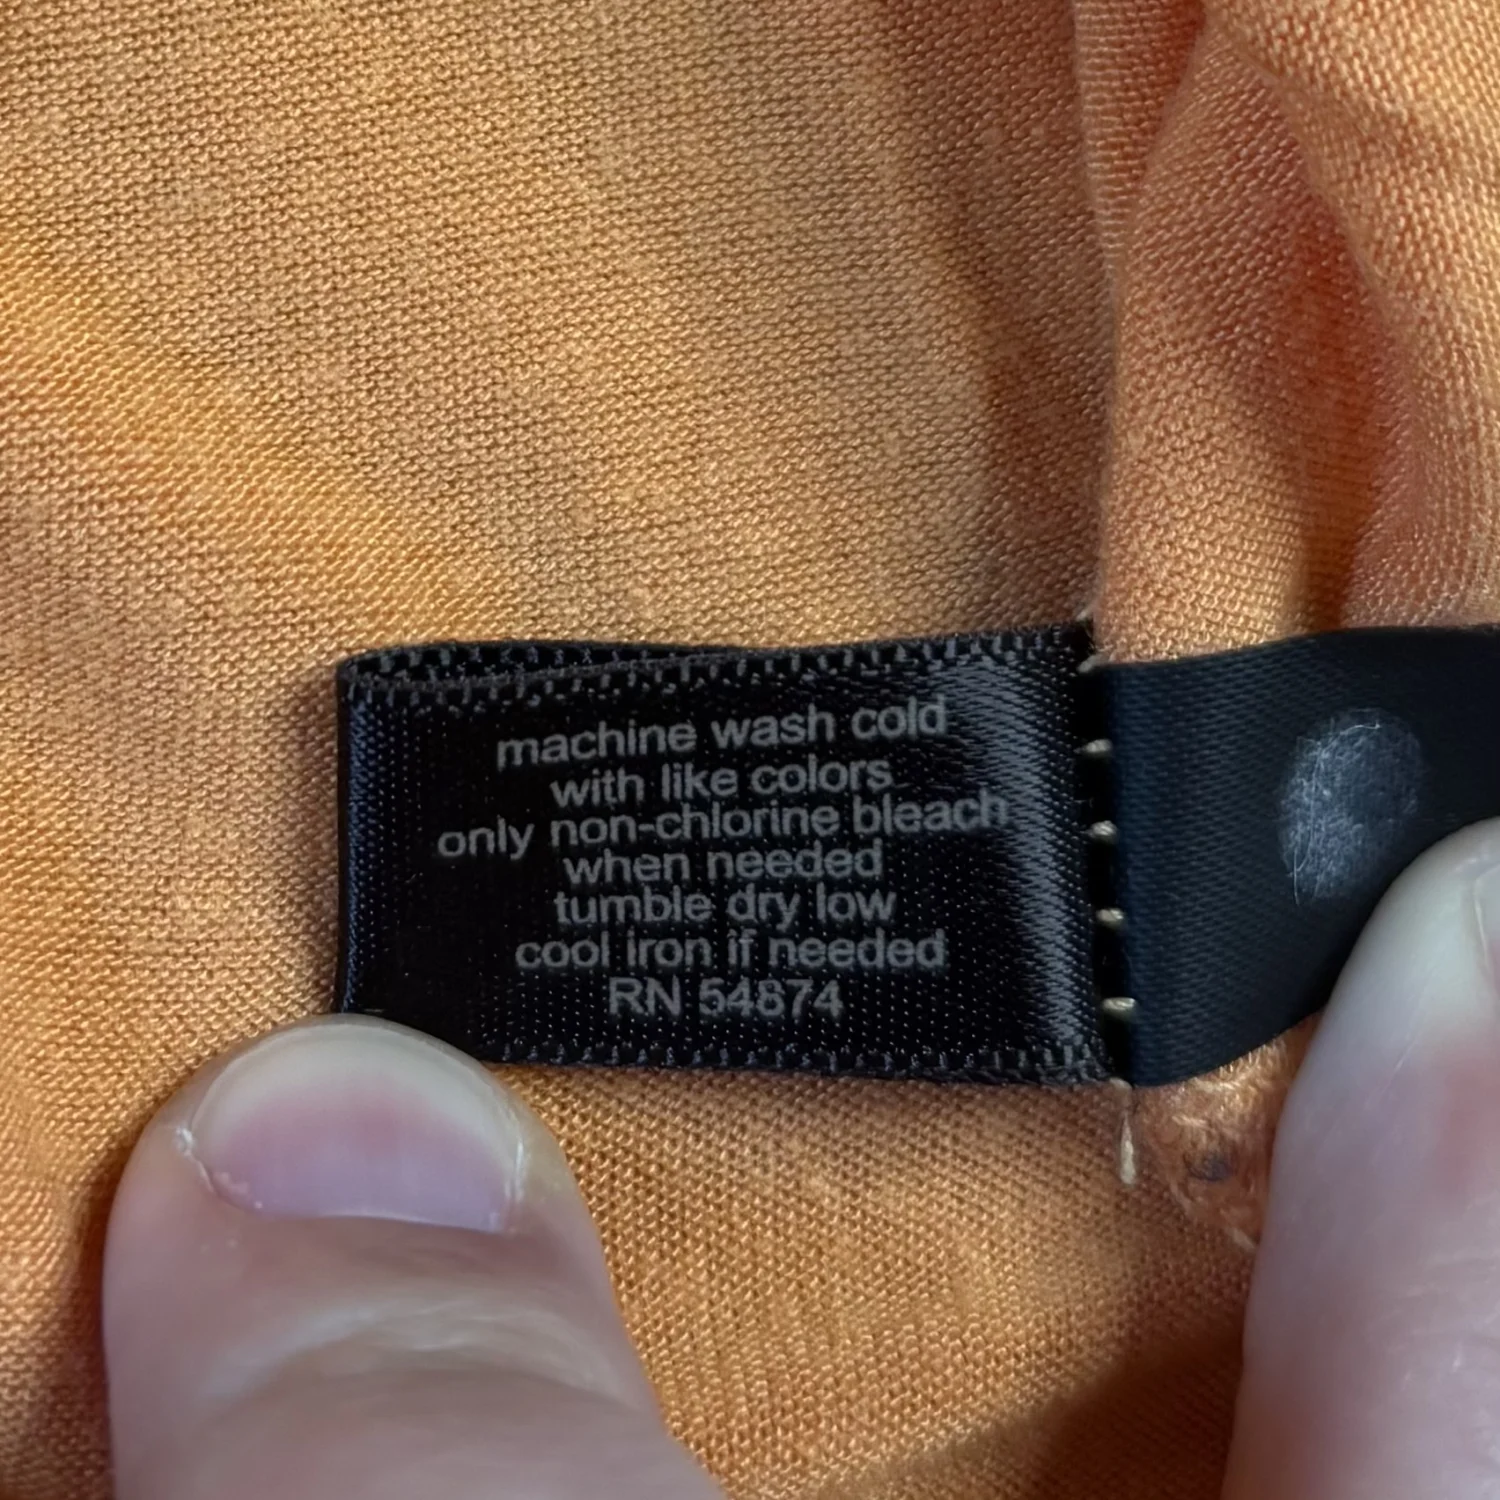 machine wash cold
with like colors
only non-chlorine bleach
when needed
tumble dry low
cool iron if needed
RN 54874